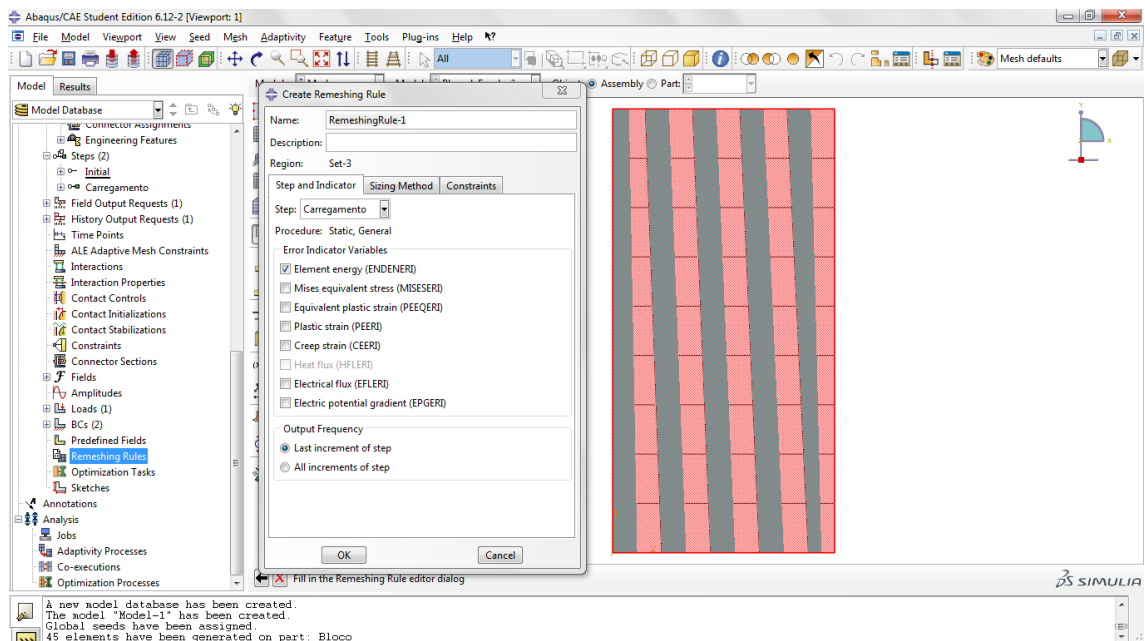 Abaqus/CAE Student Edition 6.12-2 [Viewport: 1]
File Model Viewport View Seed Mesh Adaptivity Feature Tools Plug-ins Help
All
Mesh defaults
Model Results
Assembly Part:
Model Database
Connector Assignments
Engineering Features
Steps (2)
Initial
Carregamento
Field Output Requests (1)
History Output Requests (1)
Time Points
ALE Adaptive Mesh Constraints
Interactions
Interaction Properties
Contact Controls
Contact Initializations
Contact Stabilizations
Constraints
Connector Sections
Fields
Amplitudes
Loads (1)
BCs (2)
Predefined Fields
Remeshing Rules
Optimization Tasks
Sketches
Annotations
Analysis
Jobs
Adaptivity Processes
Co-executions
Optimization Processes
Create Remeshing Rule
Name: RemeshingRule-1
Description:
Region: Set-3
Step and Indicator Sizing Method Constraints
Step: Carregamento
Procedure: Static, General
Error Indicator Variables
Element energy (ENDENERI)
Mises equivalent stress (MISESERI)
Equivalent plastic strain (PEEQERI)
Plastic strain (PEERI)
Creep strain (CEERI)
Heat flux (HFLERI)
Electrical flux (EFLERI)
Electric potential gradient (EPGERI)
Output Frequency
Last increment of step
All increments of step
OK Cancel
Fill in the Remeshing Rule editor dialog
Y
X
SIMULIA
A new model database has been created.
The model "Model-1" has been created.
Global seeds have been assigned.
45 elements have been generated on part: Bloco